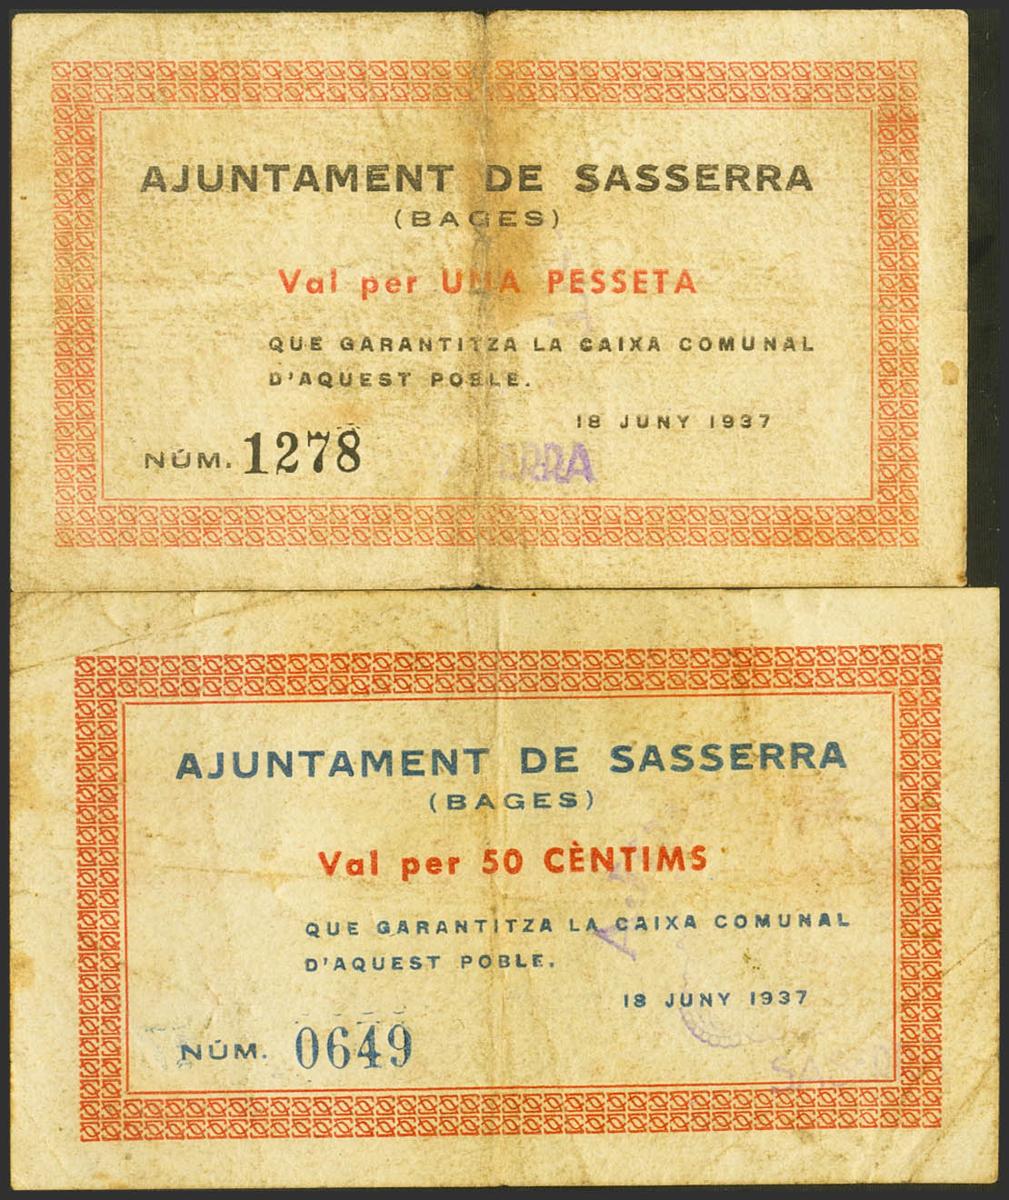 AJUNTAMENT DE SASSERRA
(BAGES)
Val per UNA PESSETA
QUE GARANTITZA LA CAIXA COMUNAL
D'AQUEST POBLE.
18 JUNY 1937
NÚM. 1278
AJUNTAMENT DE SASSERRA
(BAGES)
Val per 50 CÈNTIMS
QUE GARANTITZA LA CAIXA COMUNAL
D'AQUEST POBLE.
18 JUNY 1937
NÚM. 0649